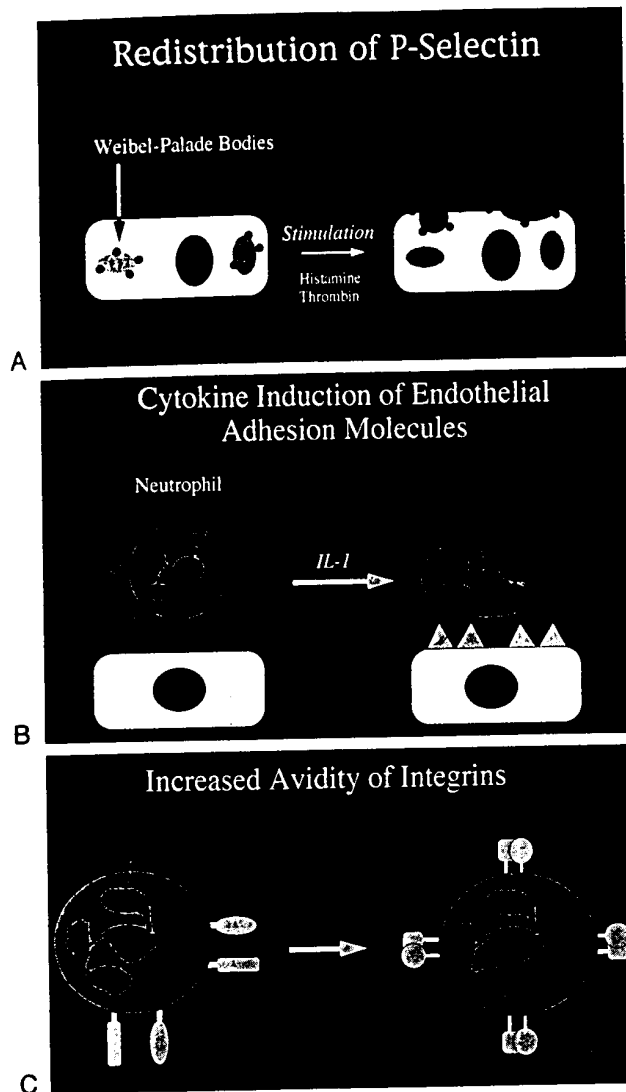 Redistribution of P-Selectin
Weibel-Palade Bodies
Stimulation
Histamine
Thrombin
A
Cytokine Induction of Endothelial
Adhesion Molecules
Neutrophil
IL-1
B
Increased Avidity of Integrins
C